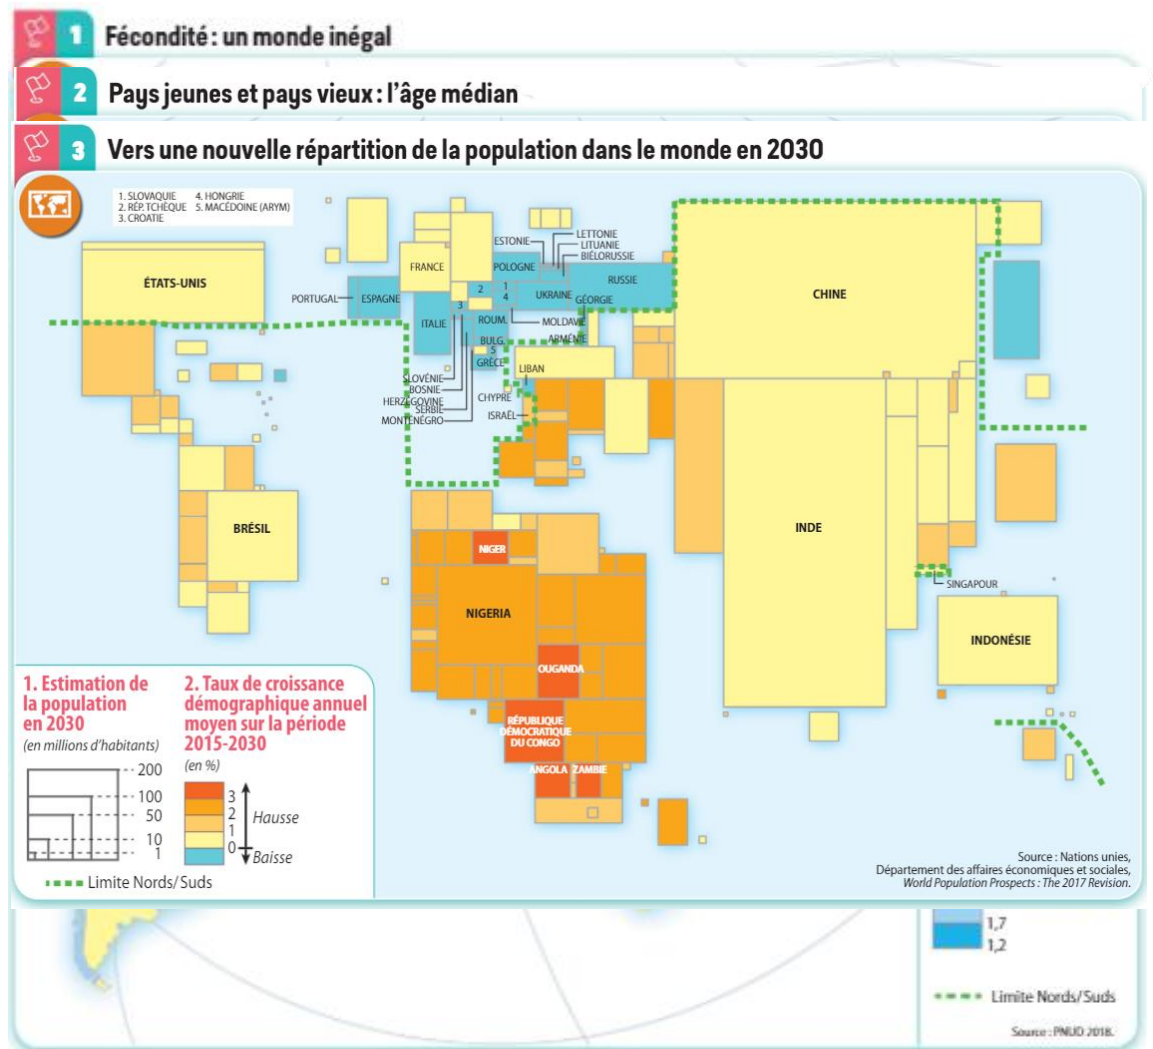 1 Fécondité : un monde inégal
2 Pays jeunes et pays vieux : l'âge médian
3 Vers une nouvelle répartition de la population dans le monde en 2030
1. SLOVAQUIE 4. HONGRIE
2. RÉP. TCHÈQUE 5. MACÉDOINE (ARYM)
3. CROATIE
ÉTATS-UNIS
PORTUGAL
ESPAGNE
FRANCE
ITALIE
ESTONIE
LETTONIE
LITUANIE
BIÉLORUSSIE
POLOGNE
RUSSIE
2
1
4
3
UKRAINE
GÉORGIE
ROUM.
MOLDAVIE
BULG.
ARMÉNIE
5
GRÈCE
SLOVÉNIE
BOSNIE
HERZÉGOVINE
SERBIE
MONTÉNÉGRO
LIBAN
CHYPRE
ISRAËL
CHINE
INDE
SINGAPOUR
INDONÉSIE
BRÉSIL
NIGER
NIGERIA
OUGANDA
RÉPUBLIQUE
DÉMOCRATIQUE
DU CONGO
ANGOLA
ZAMBIE
1. Estimation de
la population
en 2030
(en millions d'habitants)
200
100
50
10
1
2. Taux de croissance
démographique annuel
moyen sur la période
2015-2030
(en %)
3
2
1
0
Hausse
Baisse
Limite Nords/Suds
Source : Nations unies,
Département des affaires économiques et sociales,
World Population Prospects : The 2017 Revision.
1,7
1,2
Limite Nords/Suds
Source : PNUD 2018.